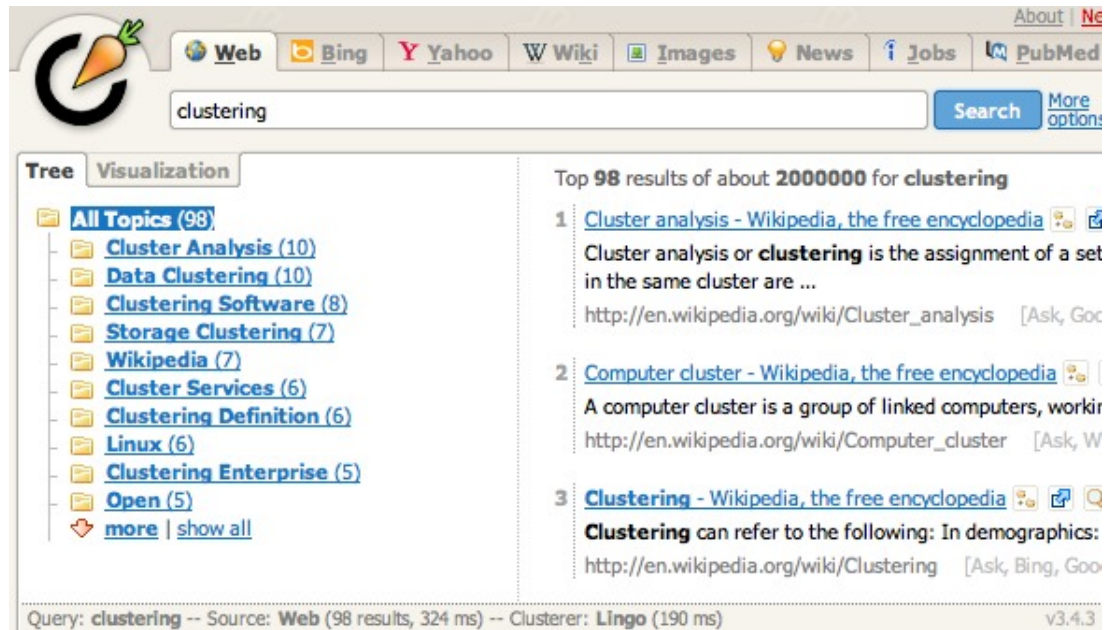 About | Ne
Web Bing Yahoo Wiki Images News Jobs PubMed
clustering Search More options
Tree Visualization
All Topics (98)
Cluster Analysis (10)
Data Clustering (10)
Clustering Software (8)
Storage Clustering (7)
Wikipedia (7)
Cluster Services (6)
Clustering Definition (6)
Linux (6)
Clustering Enterprise (5)
Open (5)
more | show all
Top 98 results of about 2000000 for clustering
1 Cluster analysis - Wikipedia, the free encyclopedia
Cluster analysis or clustering is the assignment of a set
in the same cluster are ...
http://en.wikipedia.org/wiki/Cluster_analysis [Ask, Goo
2 Computer cluster - Wikipedia, the free encyclopedia
A computer cluster is a group of linked computers, workin
http://en.wikipedia.org/wiki/Computer_cluster [Ask, W
3 Clustering - Wikipedia, the free encyclopedia
Clustering can refer to the following: In demographics:
http://en.wikipedia.org/wiki/Clustering [Ask, Bing, Goo
Query: clustering -- Source: Web (98 results, 324 ms) -- Clusterer: Lingo (190 ms) v3.4.3